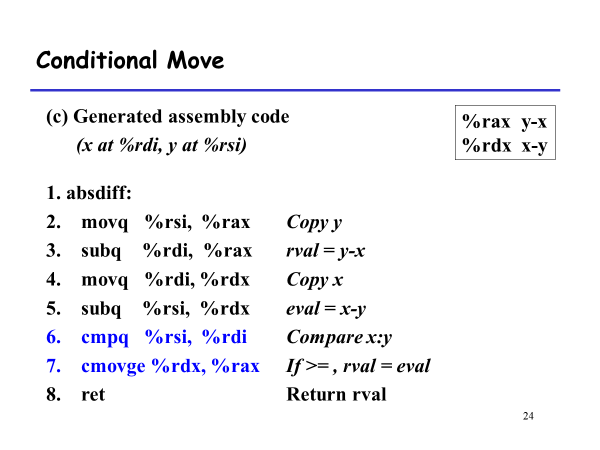 Conditional Move
(c) Generated assembly code
(x at %rdi, y at %rsi)
%rax y-x
%rdx x-y
1. absdiff:
2. movq %rsi, %rax Copy y
3. subq %rdi, %rax rval = y-x
4. movq %rdi, %rdx Copy x
5. subq %rsi, %rdx eval = x-y
6. cmpq %rsi, %rdi Compare x:y
7. cmovge %rdx, %rax If >= , rval = eval
8. ret Return rval
24